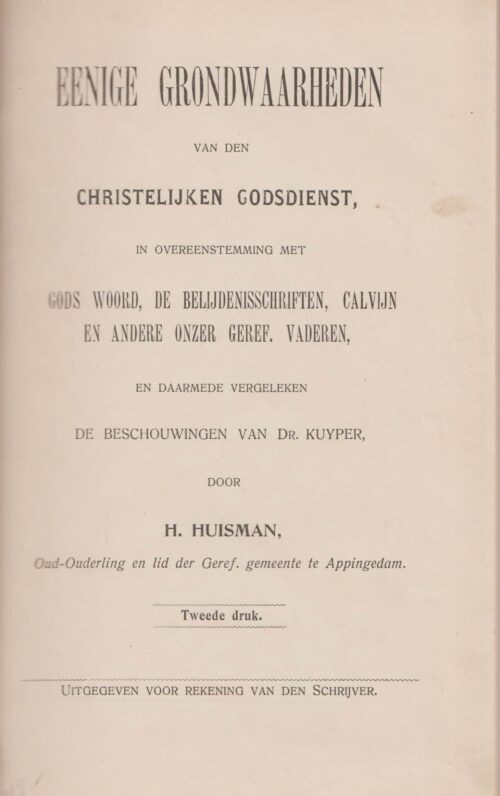 EENIGE GRONDWAARHEDEN
VAN DEN
CHRISTELIJKEN GODSDIENST,
IN OVEREENSTEMMING MET
GODS WOORD, DE BELIJDENISSCHRIFTEN, CALVIJN
EN ANDERE ONZER GEREF. VADEREN,
EN DAARMEDE VERGELEKEN
DE BESCHOUWINGEN VAN DR. KUYPER,
DOOR
H. HUISMAN,
Oud-Ouderling en lid der Geref. gemeente te Appingedam.
Tweede druk.
UITGEGEVEN VOOR REKENING VAN DEN SCHRIJVER.